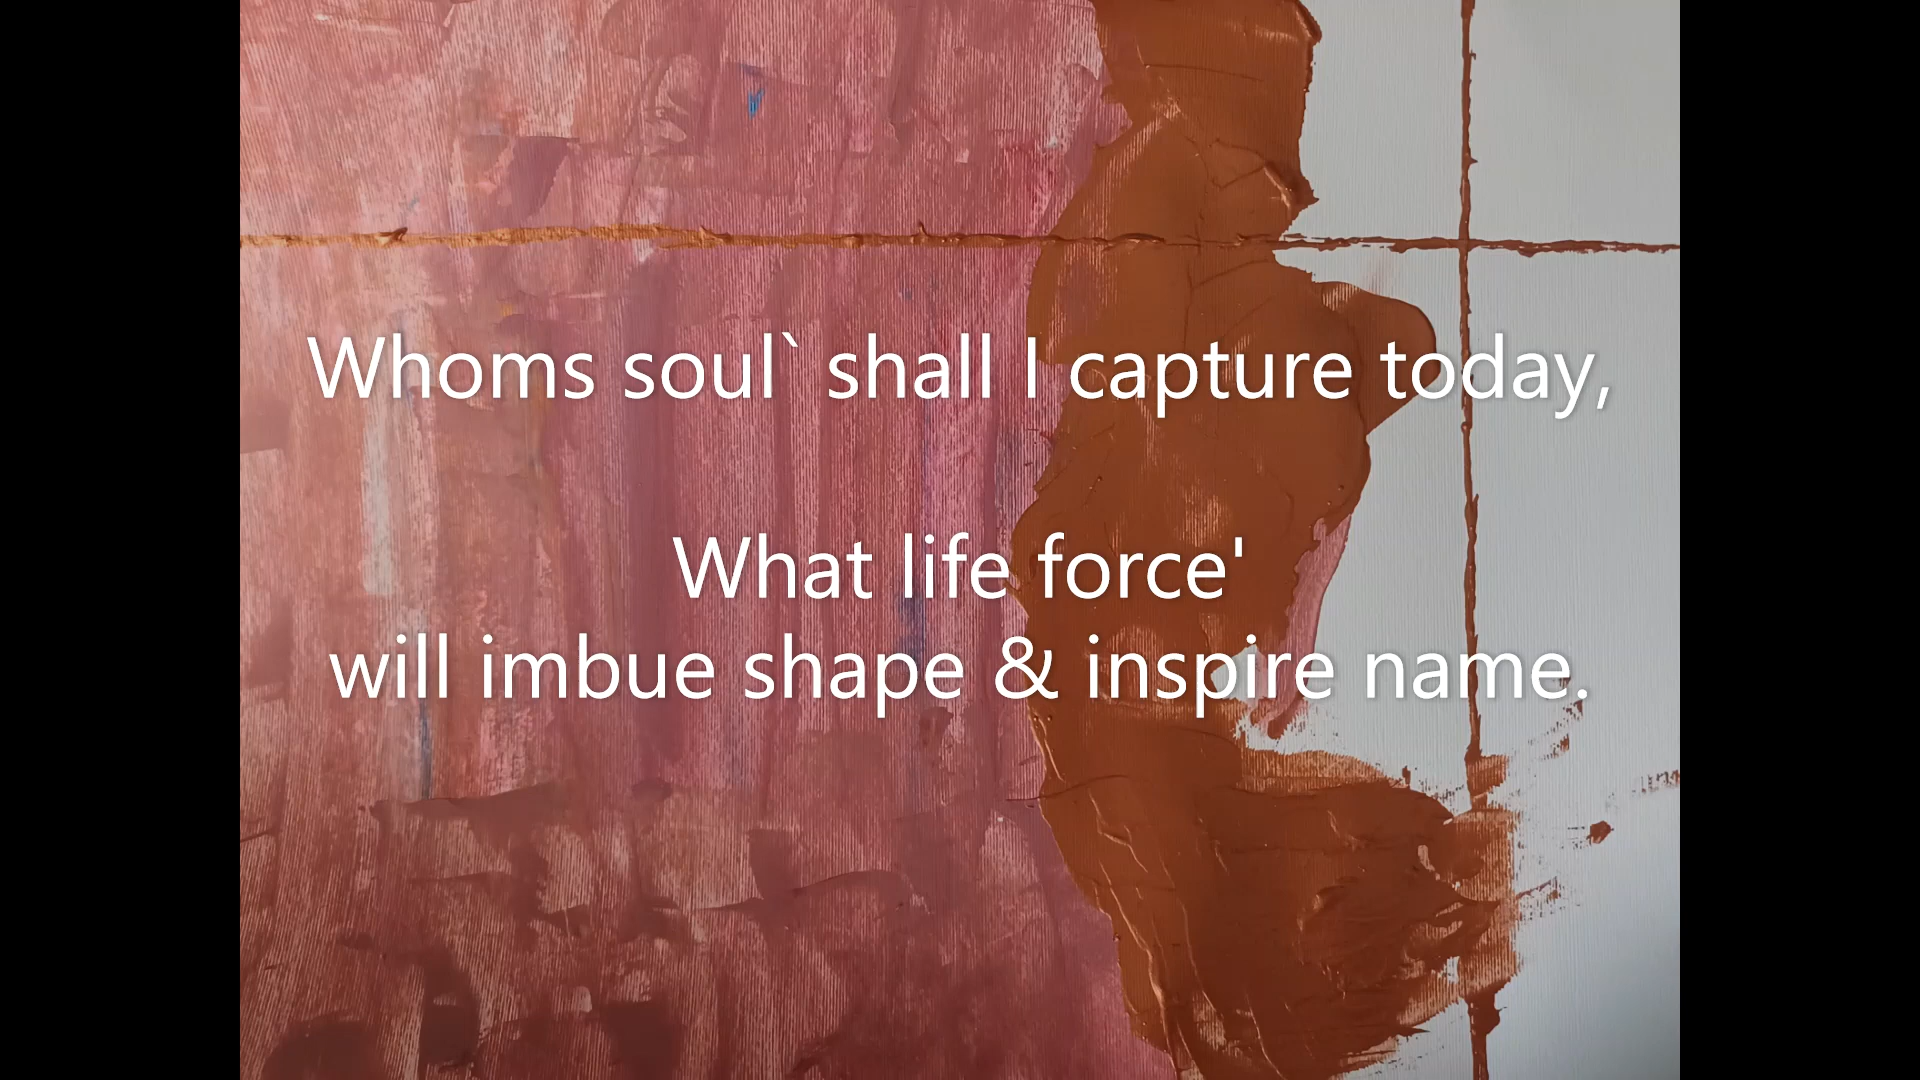 Whoms soul` shall I capture today,
What life force'
will imbue shape & inspire name.